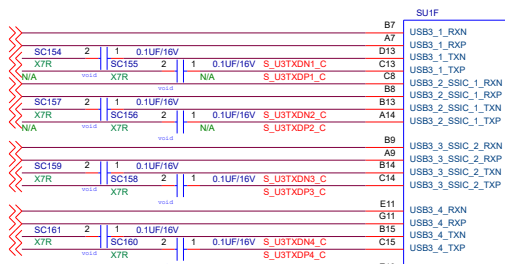 SU1F
B7 USB3_1_RXN
A7 USB3_1_RXP
SC154 2 1 0.1UF/16V D13 USB3_1_TXN
X7R SC155 2 1 0.1UF/16V S_U3TXDN1_C C13 USB3_1_TXP
N/A void X7R N/A S_U3TXDP1_C C8 USB3_2_SSIC_1_RXN
void B8 USB3_2_SSIC_1_RXP
SC157 2 1 0.1UF/16V B13 USB3_2_SSIC_1_TXN
X7R SC156 2 1 0.1UF/16V S_U3TXDN2_C A14 USB3_2_SSIC_1_TXP
N/A void X7R N/A S_U3TXDP2_C
void
B9 USB3_3_SSIC_2_RXN
A9 USB3_3_SSIC_2_RXP
SC159 2 1 0.1UF/16V B14 USB3_3_SSIC_2_TXN
X7R SC158 2 1 0.1UF/16V S_U3TXDN3_C C14 USB3_3_SSIC_2_TXP
void X7R S_U3TXDP3_C
void
E11 USB3_4_RXN
G11 USB3_4_RXP
SC161 2 1 0.1UF/16V B15 USB3_4_TXN
X7R SC160 2 1 0.1UF/16V S_U3TXDN4_C C15 USB3_4_TXP
void X7R S_U3TXDP4_C
void